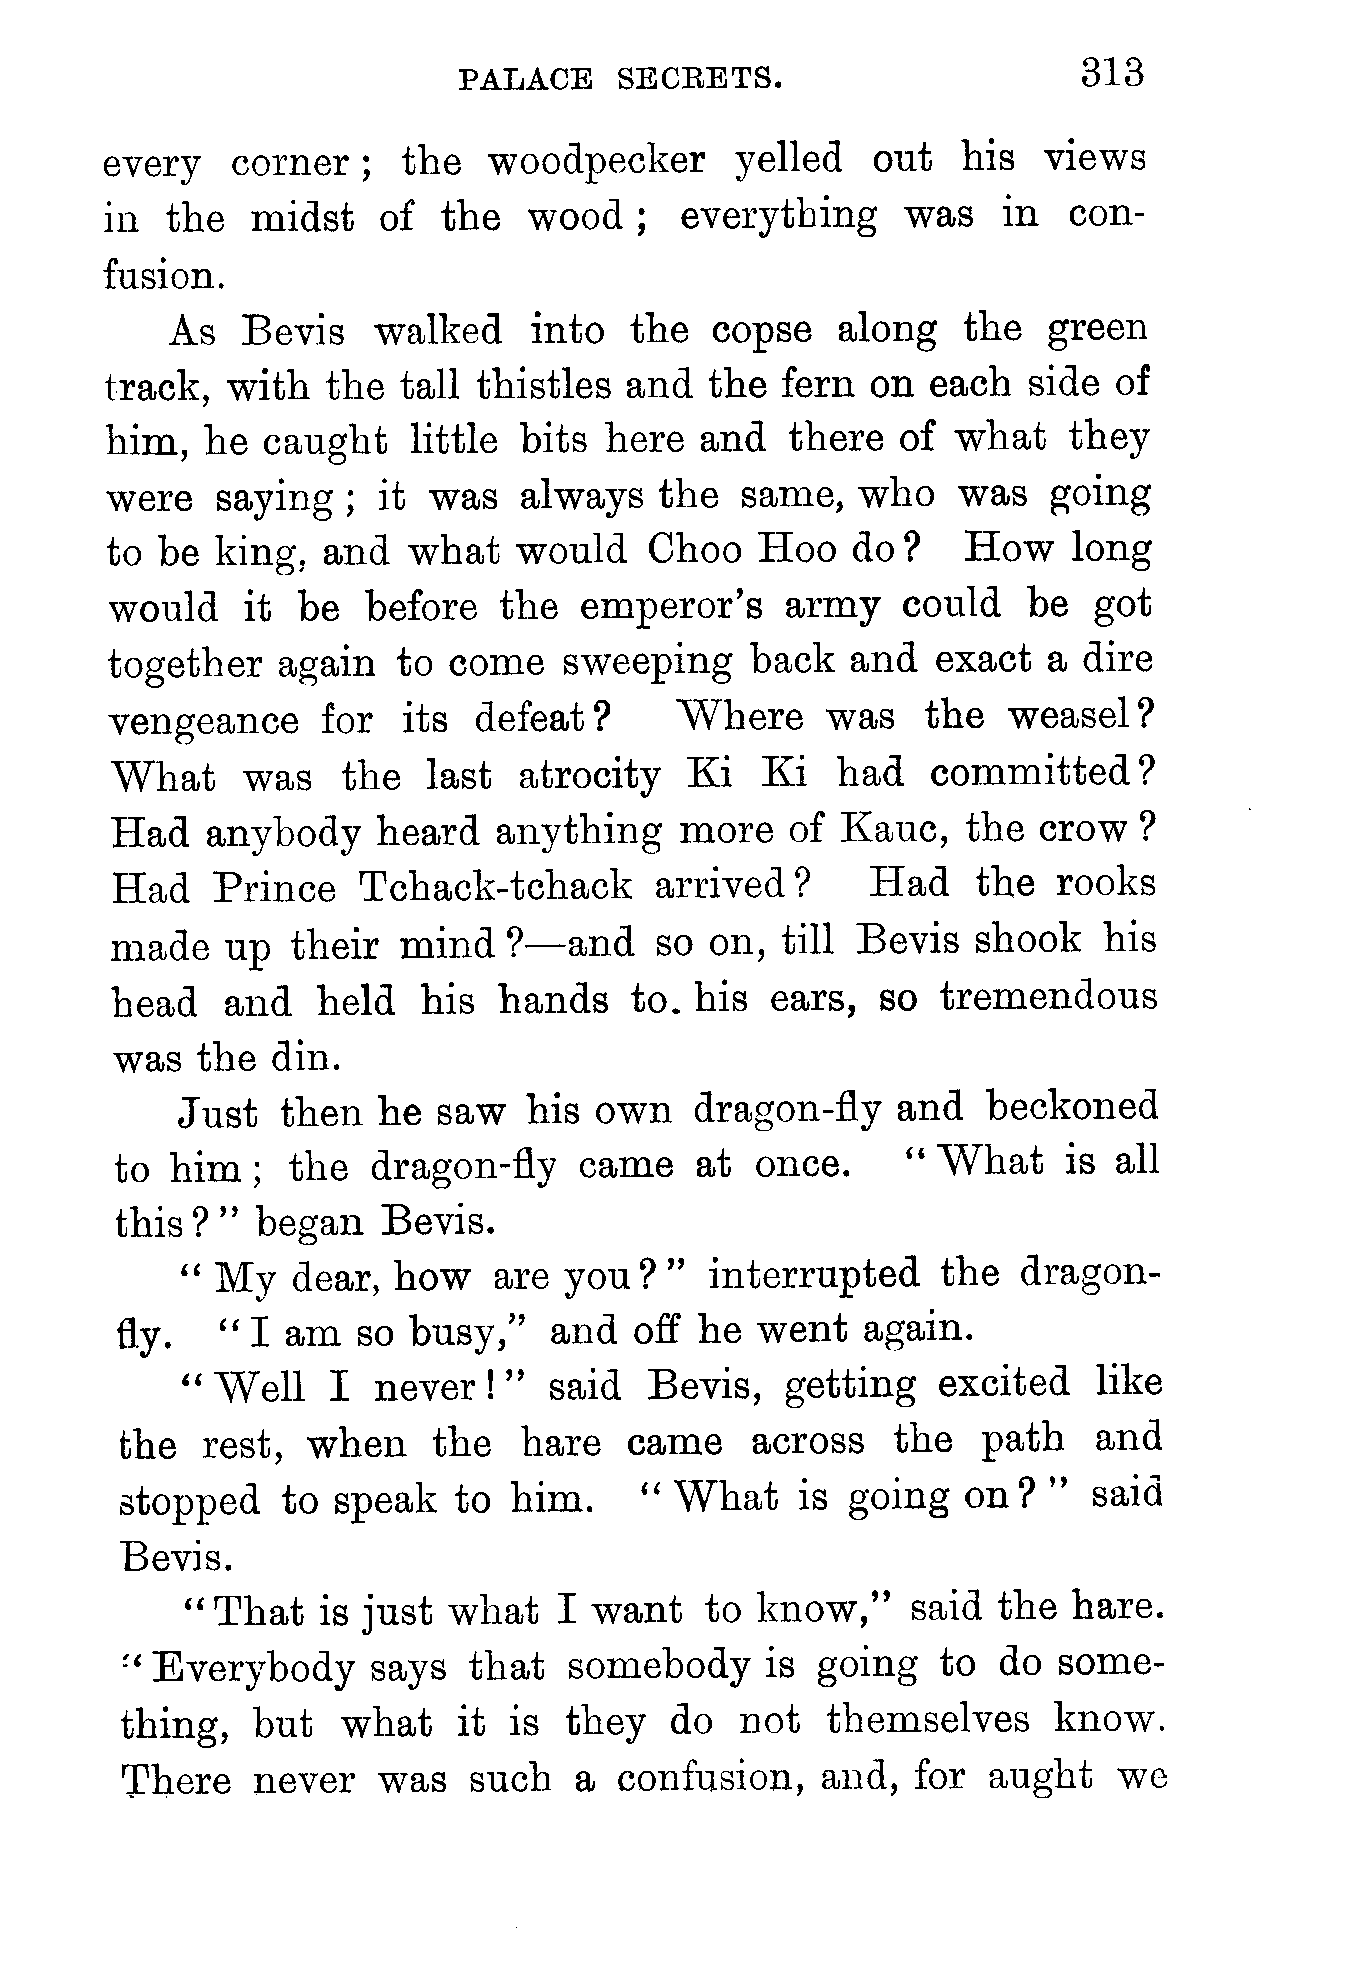 PALACE SECRETS. 313
every corner ; the woodpecker yelled out his views
in the midst of the wood ; everything was in con-
fusion.
As Bevis walked into the copse along the green
track, with the tall thistles and the fern on each side of
him, he caught little bits here and there of what they
were saying ; it was always the same, who was going
to be king, and what would Choo Hoo do ? How long
would it be before the emperor's army could be got
together again to come sweeping back and exact a dire
vengeance for its defeat ? Where was the weasel ?
What was the last atrocity Ki Ki had committed ?
Had anybody heard anything more of Kauc, the crow ?
Had Prince Tchack-tchack arrived ? Had the rooks
made up their mind ?—and so on, till Bevis shook his
head and held his hands to. his ears, so tremendous
was the din.
Just then he saw his own dragon-fly and beckoned
to him ; the dragon-fly came at once. " What is all
this ? " began Bevis.
" My dear, how are you ? " interrupted the dragon-
fly. " I am so busy," and off he went again.
" Well I never ! " said Bevis, getting excited like
the rest, when the hare came across the path and
stopped to speak to him. " What is going on ? " said
Bevis.
" That is just what I want to know," said the hare.
" Everybody says that somebody is going to do some-
thing, but what it is they do not themselves know.
There never was such a confusion, and, for aught we